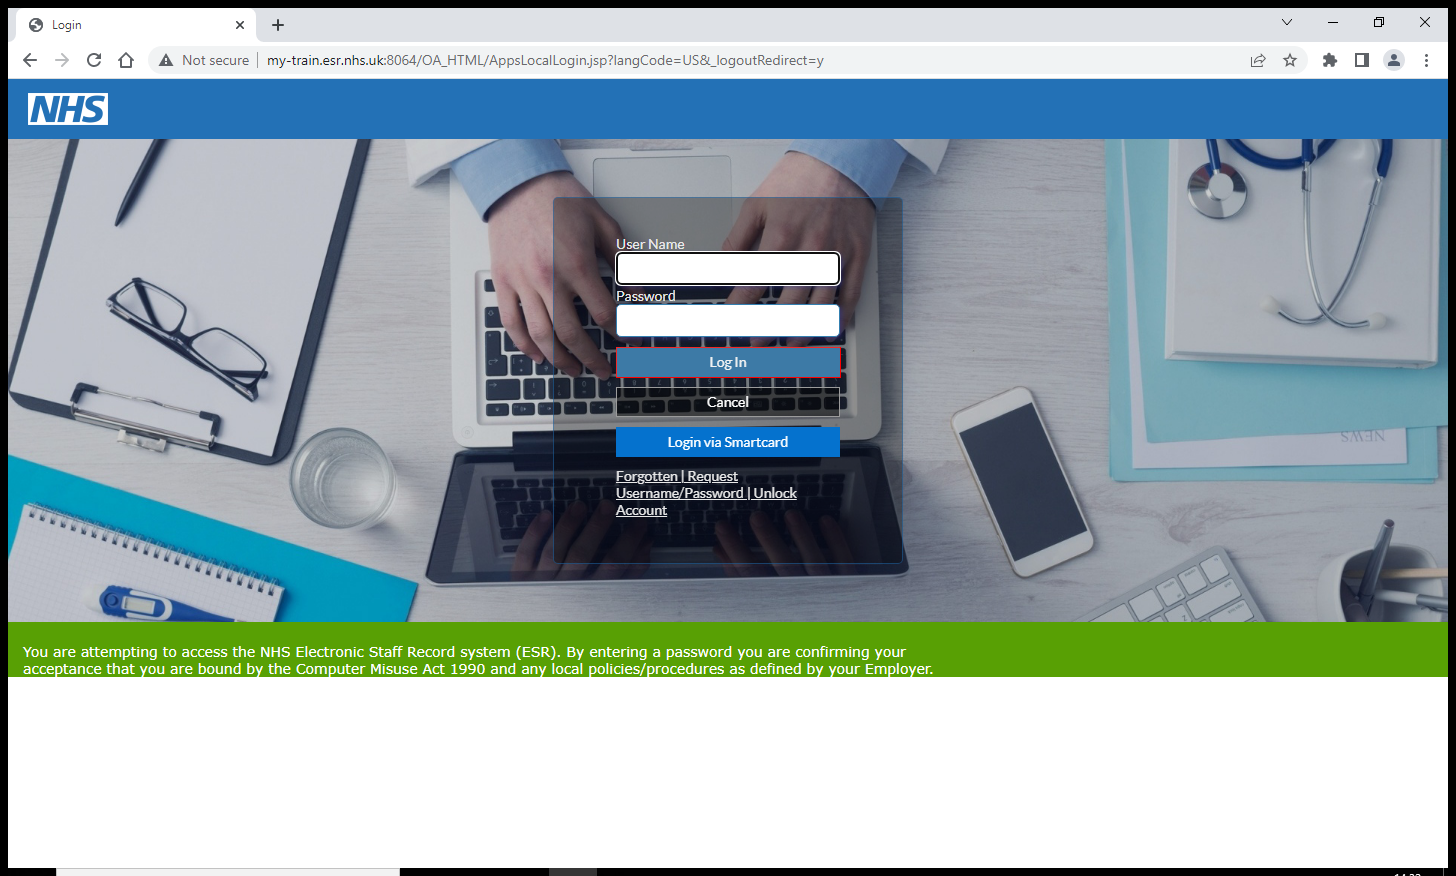 Login
Not secure
my-train.esr.nhs.uk:8064/OA_HTML/AppsLocalLogin.jsp?langCode=US&_logoutRedirect=y
NHS
User Name
Password
Log In
Cancel
Login via Smartcard
Forgotten | Request
Username/Password | Unlock
Account
NEWS
You are attempting to access the NHS Electronic Staff Record system (ESR). By entering a password you are confirming your
acceptance that you are bound by the Computer Misuse Act 1990 and any local policies/procedures as defined by your Employer.